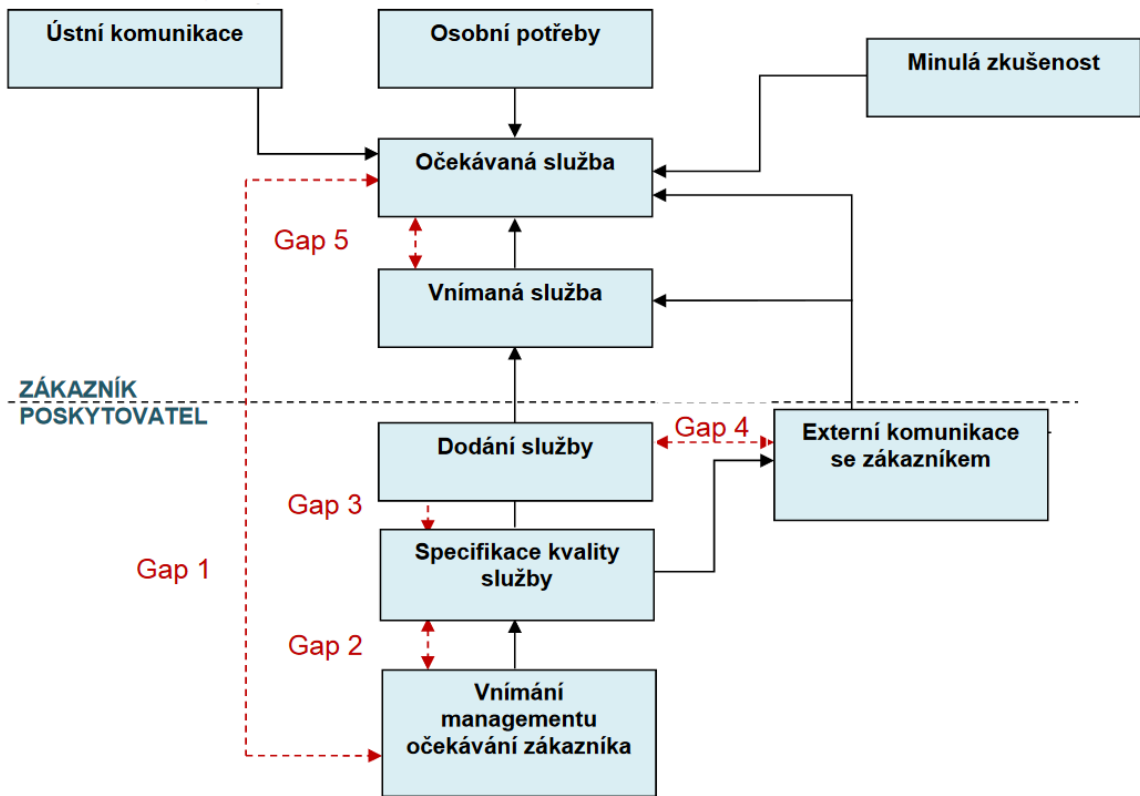 Ústní komunikace
Osobní potřeby
Minulá zkušenost
Očekávaná služba
Gap 5
Vnímaná služba
ZÁKAZNÍK
POSKYTOVATEL
Dodání služby
Gap 4
Externí komunikace
se zákazníkem
Gap 3
Specifikace kvality
služby
Gap 1
Gap 2
Vnímání
managementu
očekávání zákazníka